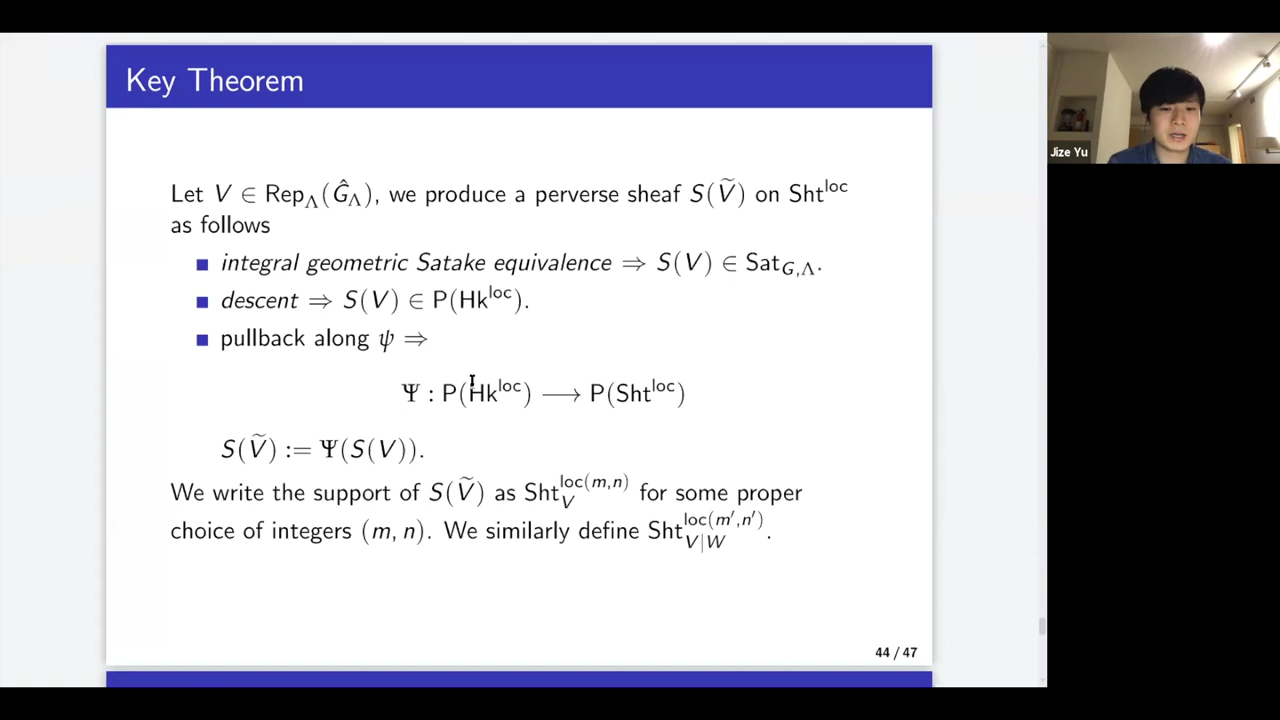 Key Theorem
Let V ∈ Rep_Λ(Ĝ_Λ), we produce a perverse sheaf S(Ṽ) on Sht^loc
as follows
■ integral geometric Satake equivalence ⇒ S(V) ∈ Sat_{G,Λ}.
■ descent ⇒ S(V) ∈ P(Hk^loc).
■ pullback along ψ ⇒
Ψ : P(Hk^loc) ⟶ P(Sht^loc)
S(Ṽ) := Ψ(S(V)).
We write the support of S(Ṽ) as Sht_V^{loc(m,n)} for some proper
choice of integers (m, n). We similarly define Sht_{V|W}^{loc(m′,n′)}.
44 / 47
Jize Yu